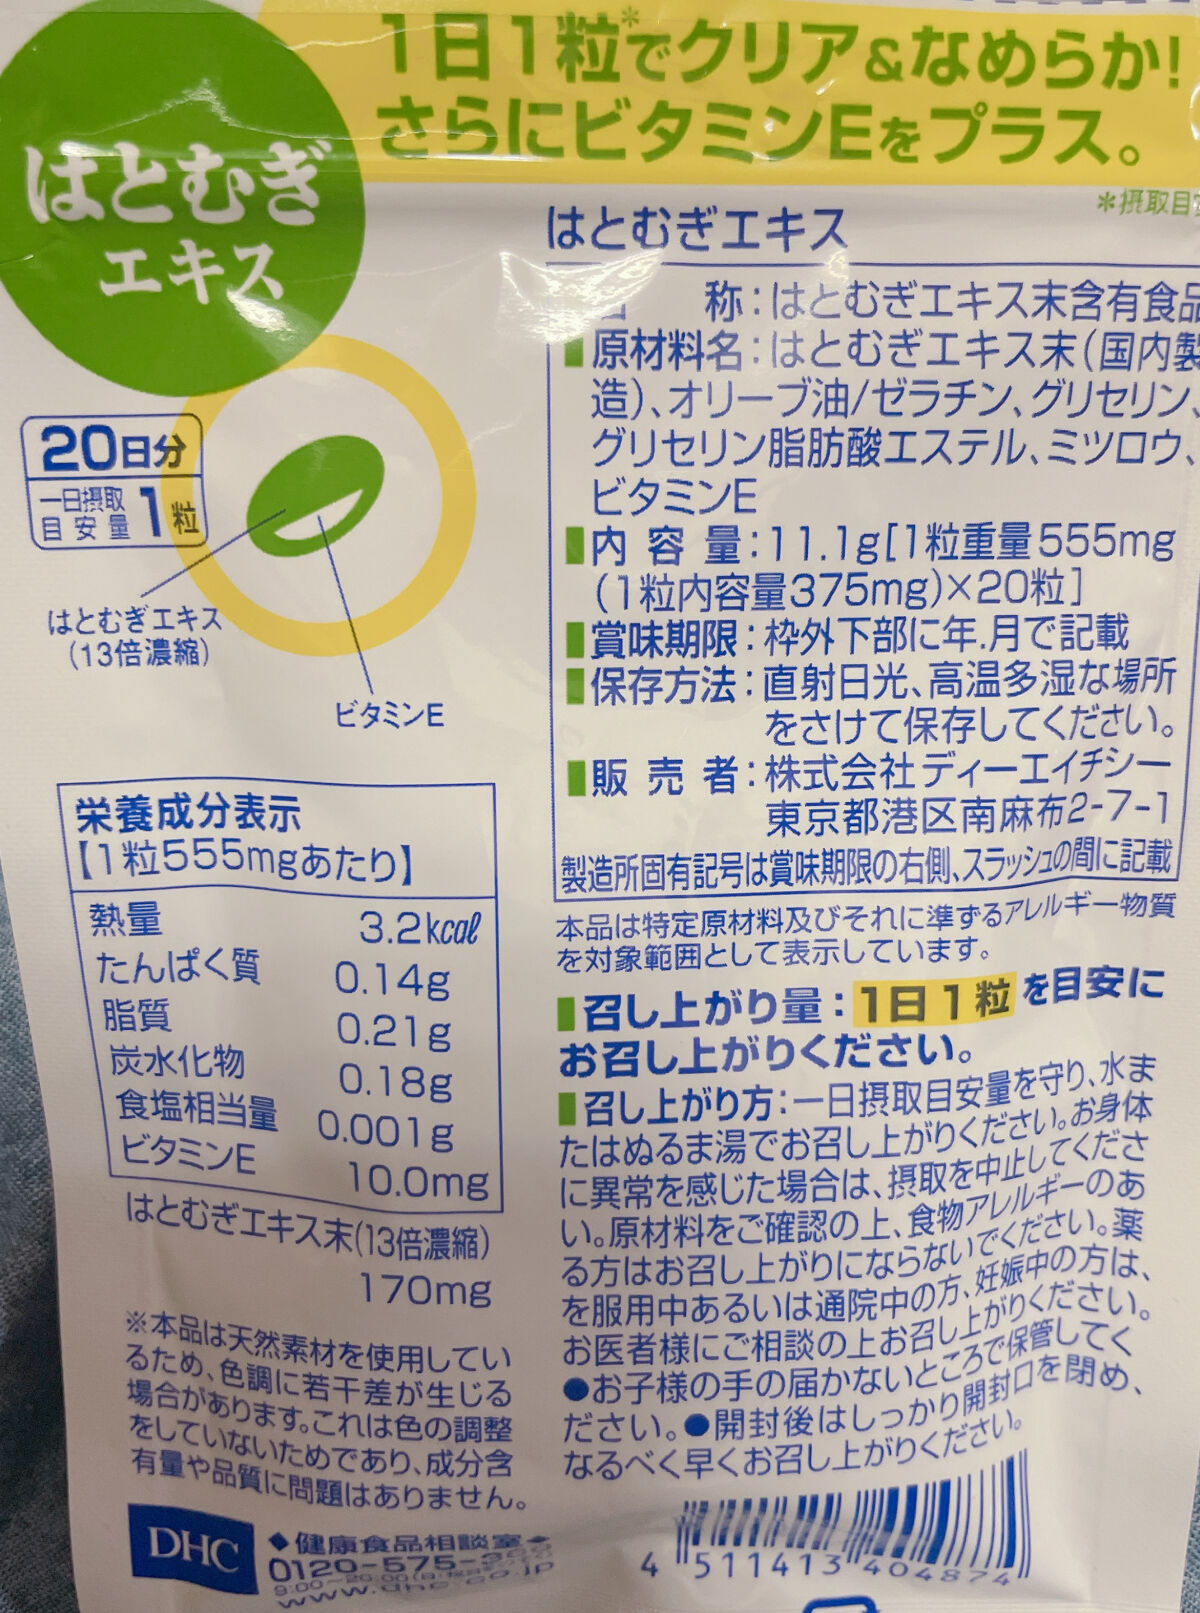 1日1粒*でクリア&なめらか!
さらにビタミンEをプラス。
*摂取目
はとむぎ
エキス
20日分
一日摂取
目安量
1粒
はとむぎエキス
(13倍濃縮)
ビタミンE
栄養成分表示
【1粒555mgあたり】
熱量 3.2kcal
たんぱく質 0.14g
脂質 0.21g
炭水化物 0.18g
食塩相当量 0.001g
ビタミンE 10.0mg
はとむぎエキス末(13倍濃縮)
170mg
※本品は天然素材を使用してい
るため、色調に若干差が生じる
場合があります。これは色の調整
をしていないためであり、成分含
有量や品質に問題はありません。
DHC
◆健康食品相談室◆
0120-575-
9:00~20:00
www.dhc.co.jp
はとむぎエキス
称:はとむぎエキス末含有食品
原材料名:はとむぎエキス末(国内製
造)、オリーブ油/ゼラチン、グリセリン、
グリセリン脂肪酸エステル、ミツロウ、
ビタミンE
内容量:11.1g[1粒重量555mg
(1粒内容量375mg)×20粒]
賞味期限:枠外下部に年.月で記載
保存方法:直射日光、高温多湿な場所
をさけて保存してください。
販売者:株式会社ディーエイチシー
東京都港区南麻布2-7-1
製造所固有記号は賞味期限の右側、スラッシュの間に記載
本品は特定原材料及びそれに準ずるアレルギー物質
を対象範囲として表示しています。
召し上がり量:1日1粒を目安に
お召し上がりください。
召し上がり方:一日摂取目安量を守り、水ま
たはぬるま湯でお召し上がりください。お身体
に異常を感じた場合は、摂取を中止してくださ
い。原材料をご確認の上、食物アレルギーのあ
る方はお召し上がりにならないでください。薬
を服用中あるいは通院中の方、妊娠中の方は、
お医者様にご相談の上お召し上がりください。
●お子様の手の届かないところで保管してく
ださい。●開封後はしっかり開封口を閉め、
なるべく早くお召し上がりください。
4 511413 404874